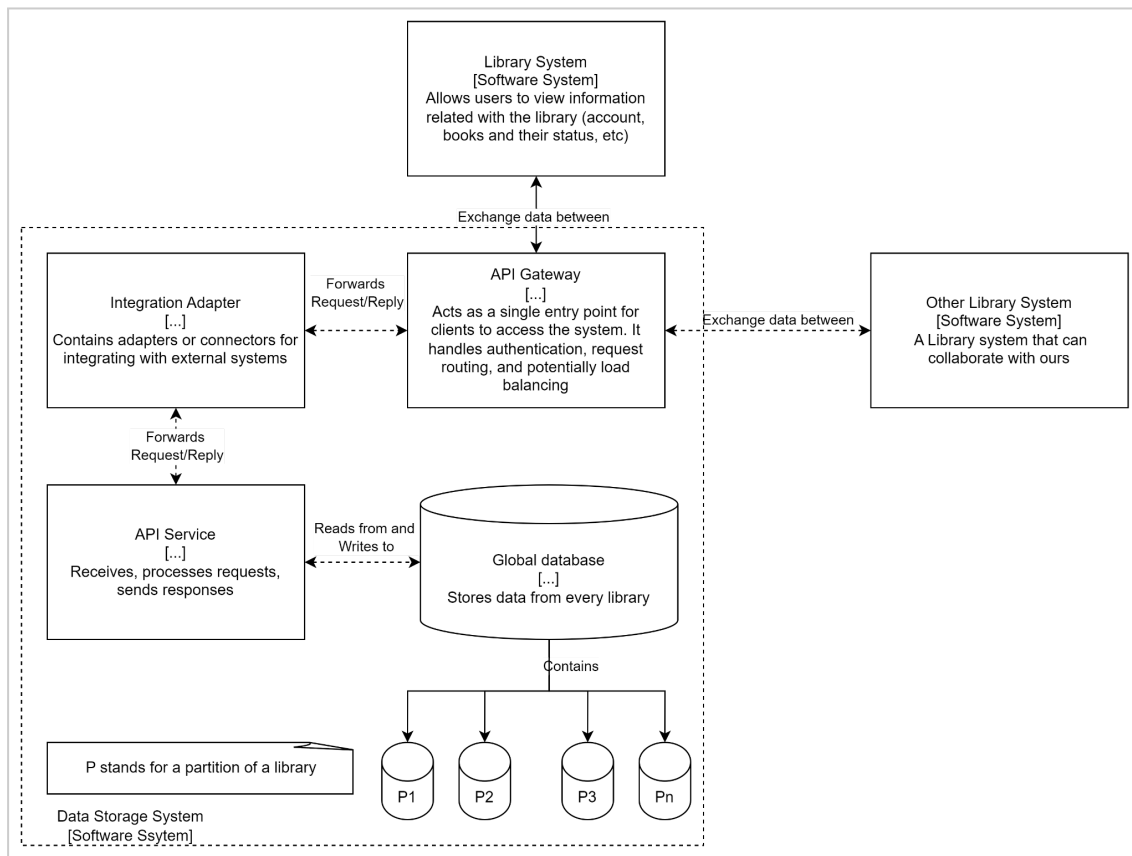 Library System
[Software System]
Allows users to view information
related with the library (account,
books and their status, etc)
Exchange data between
Integration Adapter
[...]
Contains adapters or connectors for
integrating with external systems
Forwards
Request/Reply
API Gateway
[...]
Acts as a single entry point for
clients to access the system. It
handles authentication, request
routing, and potentially load
balancing
Exchange data between
Other Library System
[Software System]
A Library system that can
collaborate with ours
Forwards
Request/Reply
API Service
[...]
Receives, processes requests,
sends responses
Reads from and
Writes to
Global database
[...]
Stores data from every library
Contains
P stands for a partition of a library
P1
P2
P3
Pn
Data Storage System
[Software Ssytem]